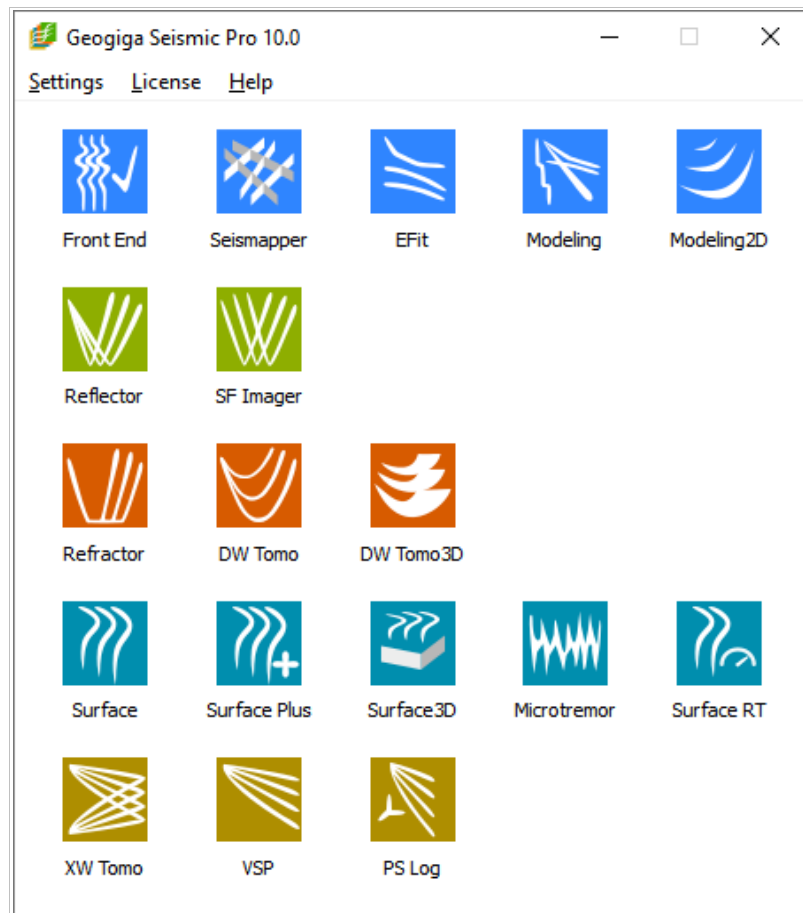 Geogiga Seismic Pro 10.0
Settings License Help
Front End Seismapper EFit Modeling Modeling2D
Reflector SF Imager
Refractor DW Tomo DW Tomo3D
Surface Surface Plus Surface3D Microtremor Surface RT
XW Tomo VSP PS Log